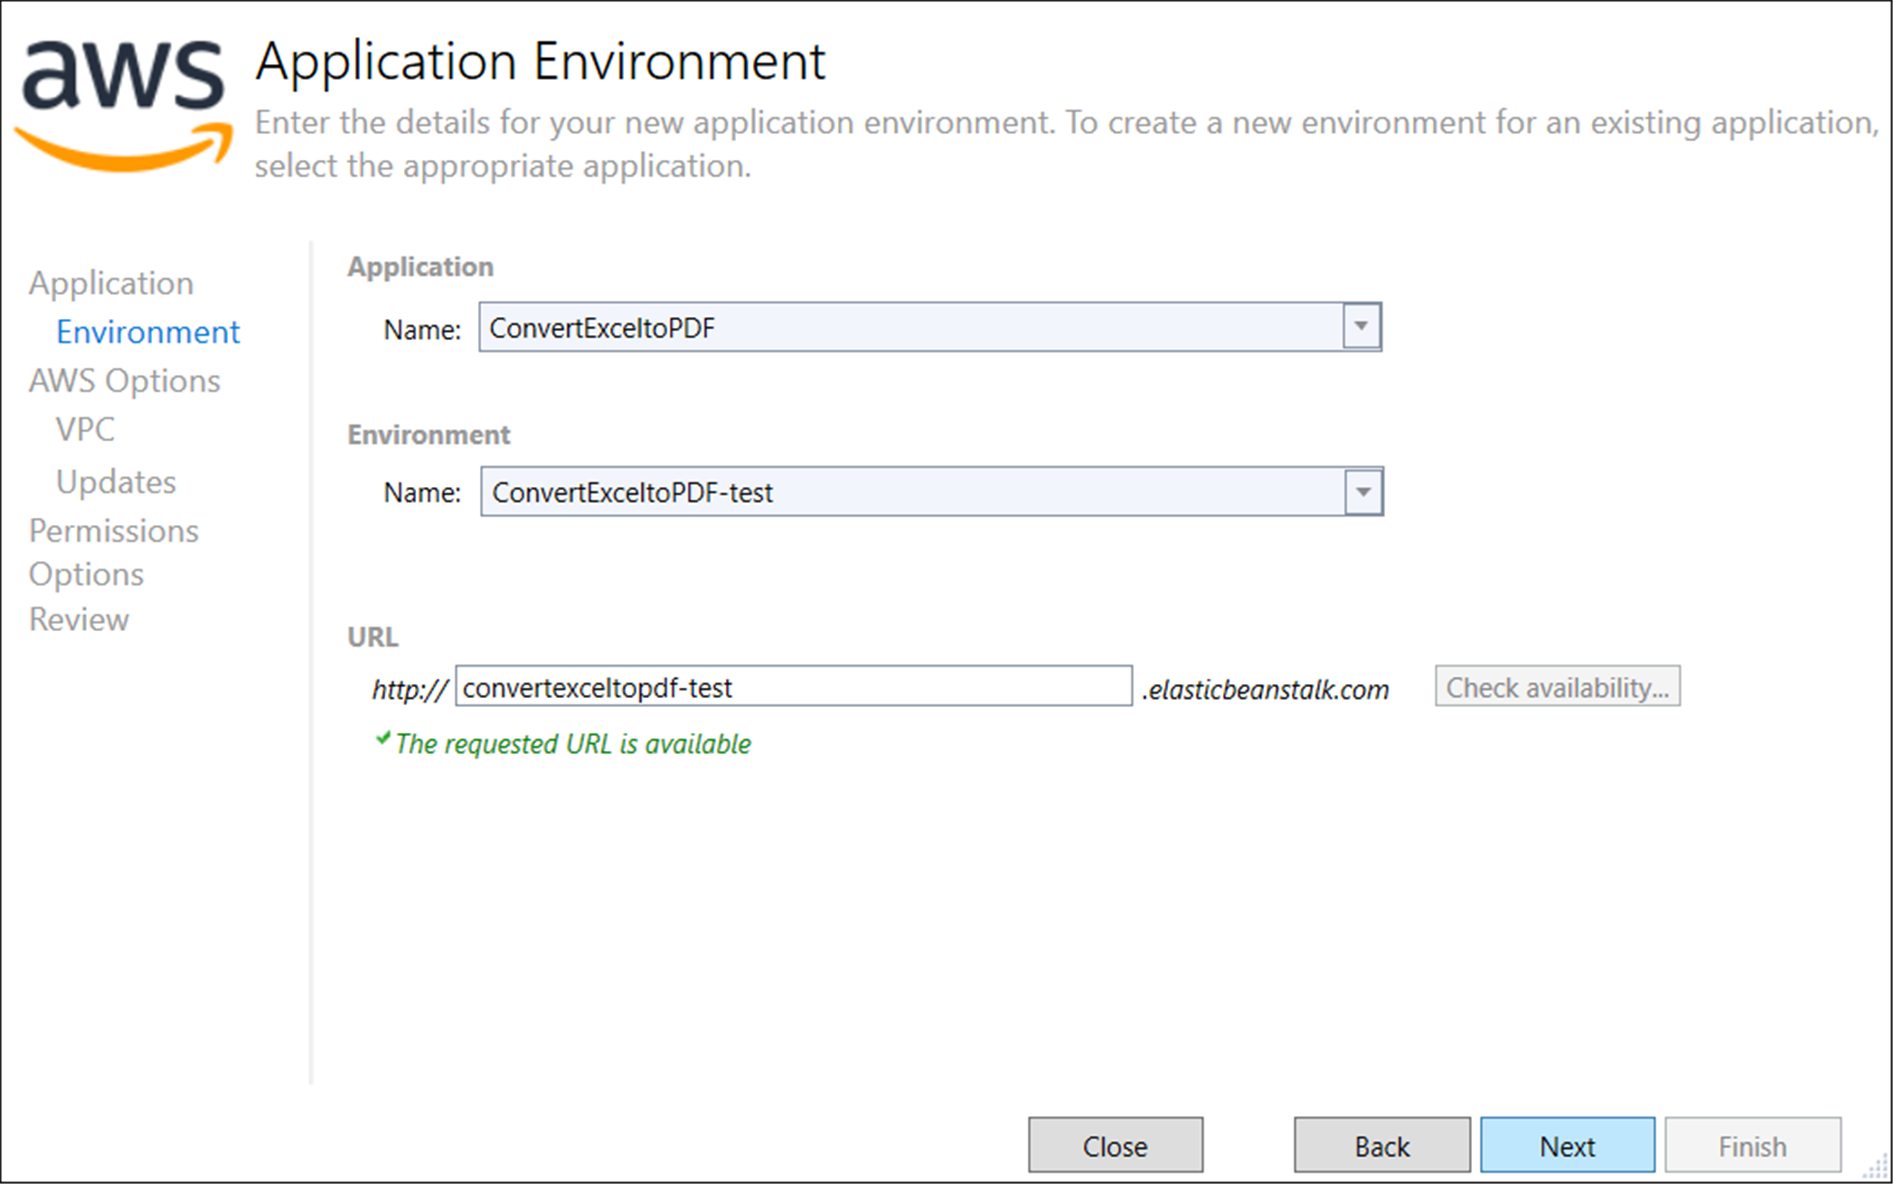 aws
Application Environment
Enter the details for your new application environment. To create a new environment for an existing application,
select the appropriate application.
Application
Environment
AWS Options
VPC
Updates
Permissions
Options
Review
Application
Name: ConvertExceltoPDF
Environment
Name: ConvertExceltoPDF-test
URL
http:// convertexceltopdf-test .elasticbeanstalk.com Check availability...
The requested URL is available
Close Back Next Finish